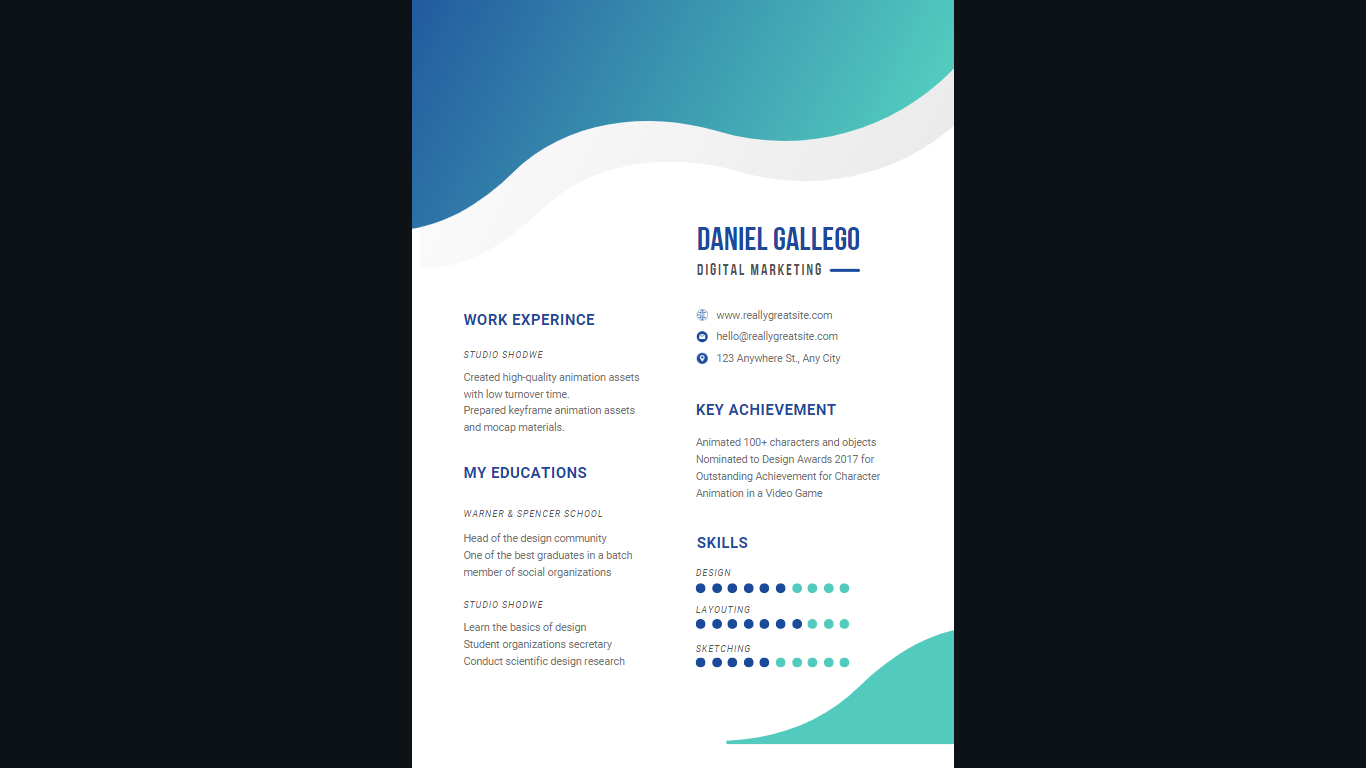 DANIEL GALLEGO
DIGITAL MARKETING
www.reallygreatsite.com
hello@reallygreatsite.com
123 Anywhere St., Any City
WORK EXPERINCE
STUDIO SHODWE
Created high-quality animation assets
with low turnover time.
Prepared keyframe animation assets
and mocap materials.
MY EDUCATIONS
WARNER & SPENCER SCHOOL
Head of the design community
One of the best graduates in a batch
member of social organizations
STUDIO SHODWE
Learn the basics of design
Student organizations secretary
Conduct scientific design research
KEY ACHIEVEMENT
Animated 100+ characters and objects
Nominated to Design Awards 2017 for
Outstanding Achievement for Character
Animation in a Video Game
SKILLS
DESIGN
LAYOUTING
SKETCHING